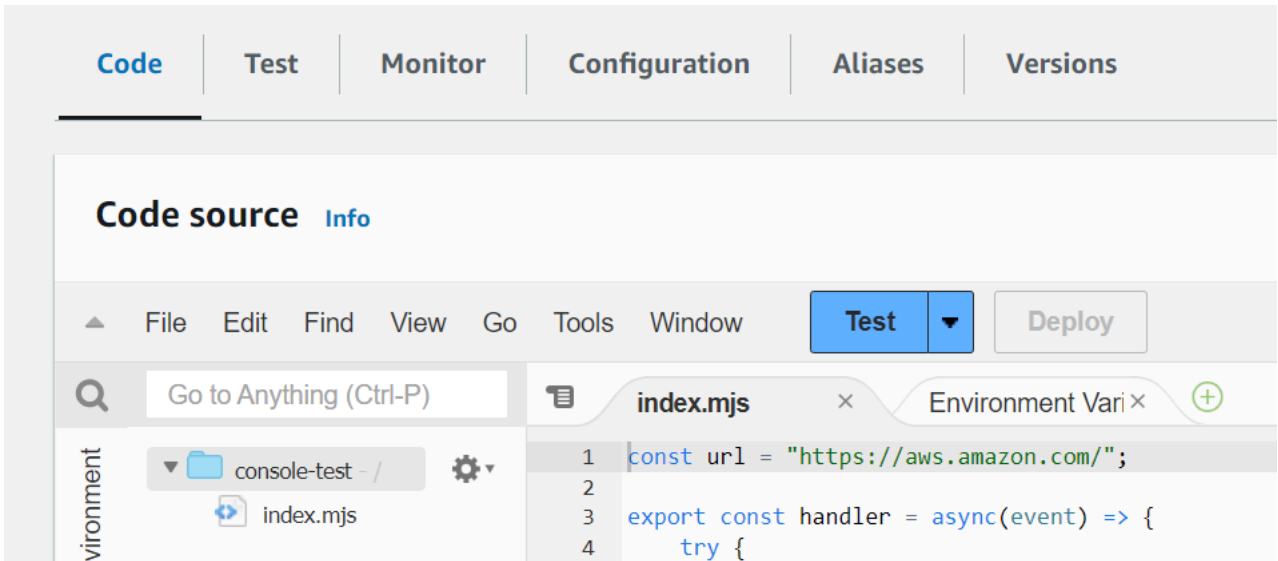 Code Test Monitor Configuration Aliases Versions
Code source Info
File Edit Find View Go Tools Window Test Deploy
Go to Anything (Ctrl-P) index.mjs × Environment Vari ×
console-test - /
index.mjs
1 const url = "https://aws.amazon.com/";
2
3 export const handler = async(event) => {
4 try {